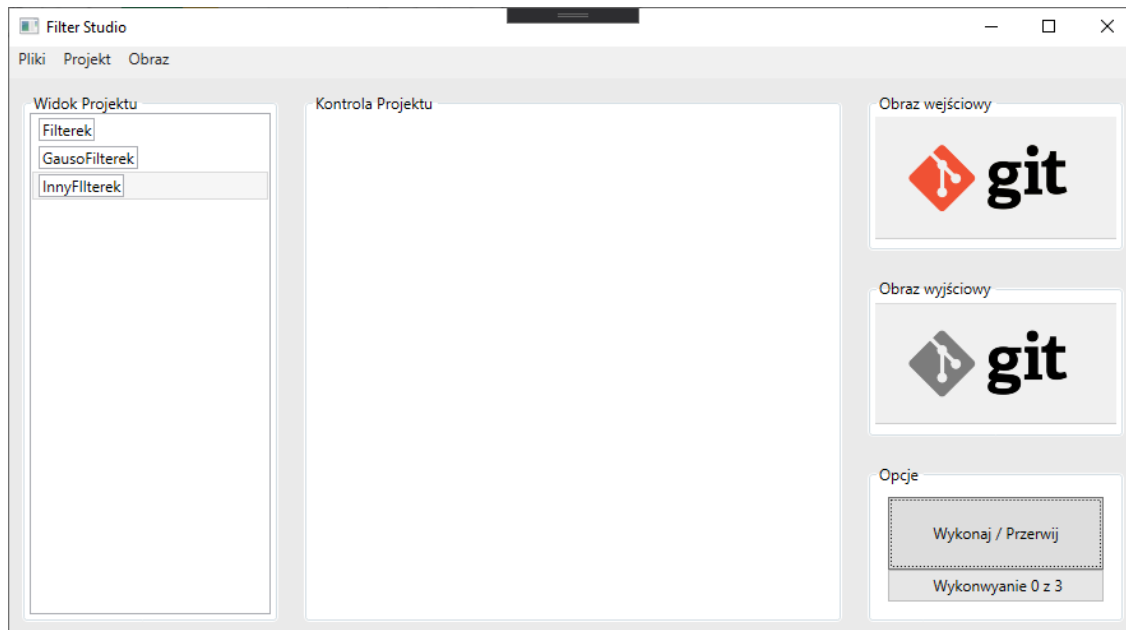 Filter Studio
Pliki Projekt Obraz
Widok Projektu
Filterek
GausoFilterek
InnyFIlterek
Kontrola Projektu
Obraz wejściowy
git
Obraz wyjściowy
git
Opcje
Wykonaj / Przerwij
Wykonwyanie 0 z 3